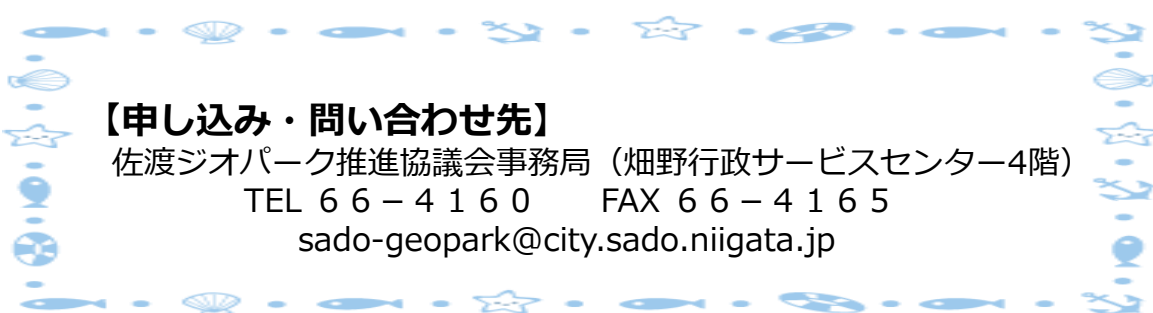 【申し込み・問い合わせ先】
佐渡ジオパーク推進協議会事務局（畑野行政サービスセンター4階）
TEL ６６－４１６０　　FAX ６６－４１６５
sado-geopark@city.sado.niigata.jp